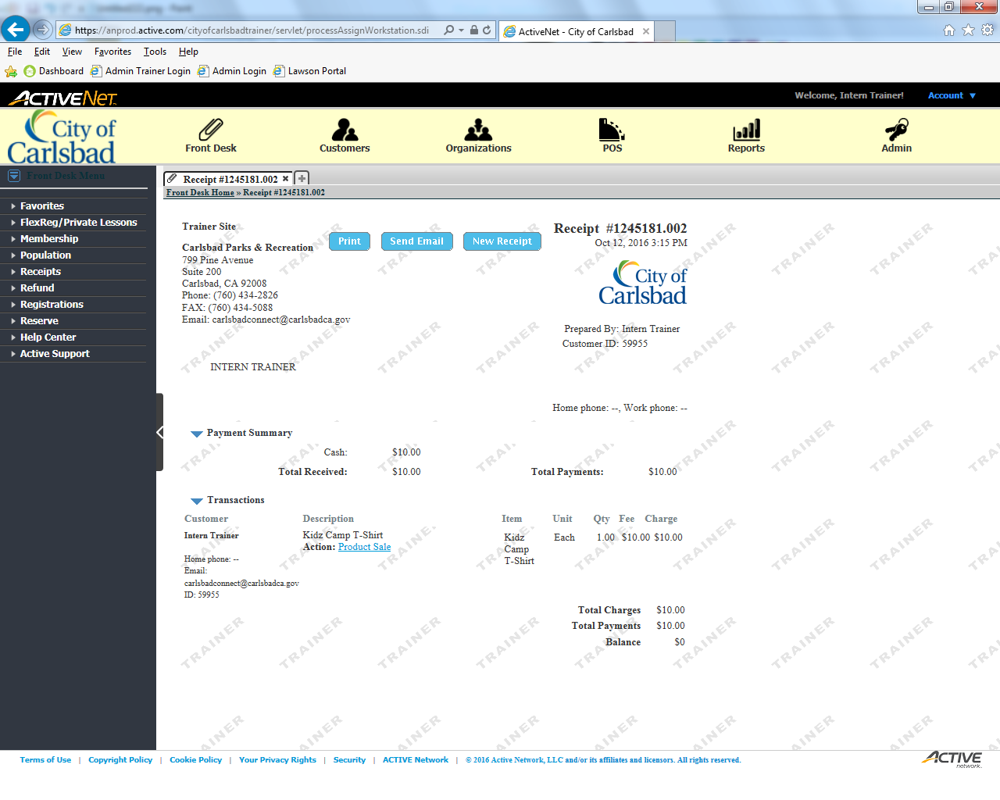 https://anprod.active.com/cityofcarlsbadtrainer/servlet/processAssignWorkstation.sdi
ActiveNet - City of Carlsbad
File Edit View Favorites Tools Help
Dashboard Admin Trainer Login Admin Login Lawson Portal
ACTIVENET
Welcome, Intern Trainer! Account
City of Carlsbad
Front Desk Customers Organizations POS Reports Admin
Front Desk Menu
Favorites
FlexReg/Private Lessons
Membership
Population
Receipts
Refund
Registrations
Reserve
Help Center
Active Support
Receipt #1245181.002
Front Desk Home » Receipt #1245181.002
Trainer Site
Carlsbad Parks & Recreation
799 Pine Avenue
Suite 200
Carlsbad, CA 92008
Phone: (760) 434-2826
FAX: (760) 434-5088
Email: carlsbadconnect@carlsbadca.gov
Print Send Email New Receipt
Receipt #1245181.002
Oct 12, 2016 3:15 PM
City of Carlsbad
Prepared By: Intern Trainer
Customer ID: 59955
INTERN TRAINER
Home phone: --, Work phone: --
Payment Summary
Cash: $10.00
Total Received: $10.00 Total Payments: $10.00
Transactions
Customer Description Item Unit Qty Fee Charge
Intern Trainer
Home phone: --
Email:
carlsbadconnect@carlsbadca.gov
ID: 59955
Kidz Camp T-Shirt
Action: Product Sale
Kidz
Camp
T-Shirt
Each 1.00 $10.00 $10.00
Total Charges $10.00
Total Payments $10.00
Balance $0
TRAINER
Terms of Use | Copyright Policy | Cookie Policy | Your Privacy Rights | Security | ACTIVE Network | © 2016 Active Network, LLC and/or its affiliates and licensors. All rights reserved.
ACTIVE network